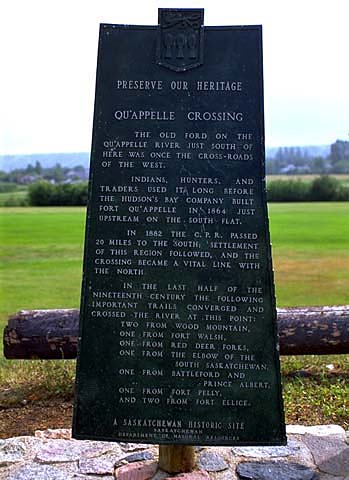 PRESERVE OUR HERITAGE
QU'APPELLE CROSSING
THE OLD FORD ON THE
QU'APPELLE RIVER JUST SOUTH OF
HERE WAS ONCE THE CROSS-ROADS
OF THE WEST.
INDIANS, HUNTERS, AND
TRADERS USED IT LONG BEFORE
THE HUDSON'S BAY COMPANY BUILT
FORT QU'APPELLE IN 1864 JUST
UPSTREAM ON THE SOUTH FLAT.
IN 1882 THE C.P.R. PASSED
20 MILES TO THE SOUTH, SETTLEMENT
OF THIS REGION FOLLOWED, AND THE
CROSSING BECAME A VITAL LINK WITH
THE NORTH.
IN THE LAST HALF OF THE
NINETEENTH CENTURY THE FOLLOWING
IMPORTANT TRAILS CONVERGED AND
CROSSED THE RIVER AT THIS POINT:
TWO FROM WOOD MOUNTAIN,
ONE FROM FORT WALSH,
ONE FROM RED DEER FORKS,
ONE FROM THE ELBOW OF THE
SOUTH SASKATCHEWAN,
ONE FROM BATTLEFORD AND
PRINCE ALBERT,
ONE FROM FORT PELLY,
AND TWO FROM FORT ELLICE.
A SASKATCHEWAN HISTORIC SITE
SASKATCHEWAN
DEPARTMENT OF NATURAL RESOURCES